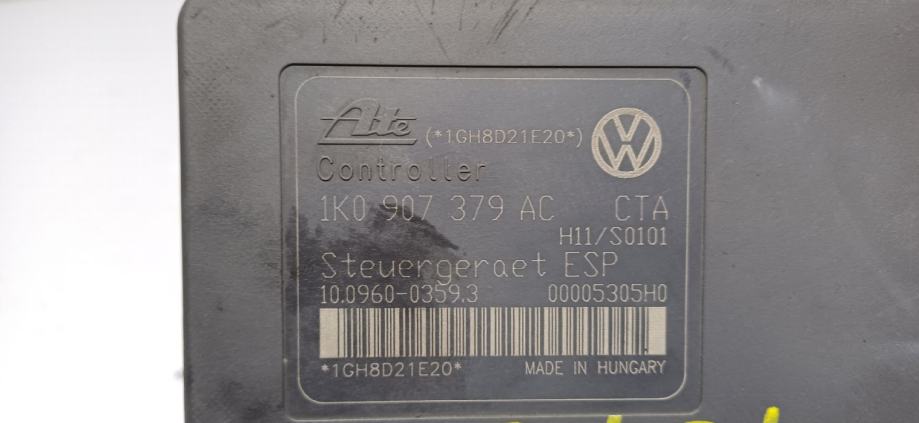 Ate (*1GH8D21E20*)
Controller
1K0 907 379 AC CTA
H11/S0101
Steuergeraet ESP
10.0960-0359.3 00005305H0
*1GH8D21E20* MADE IN HUNGARY